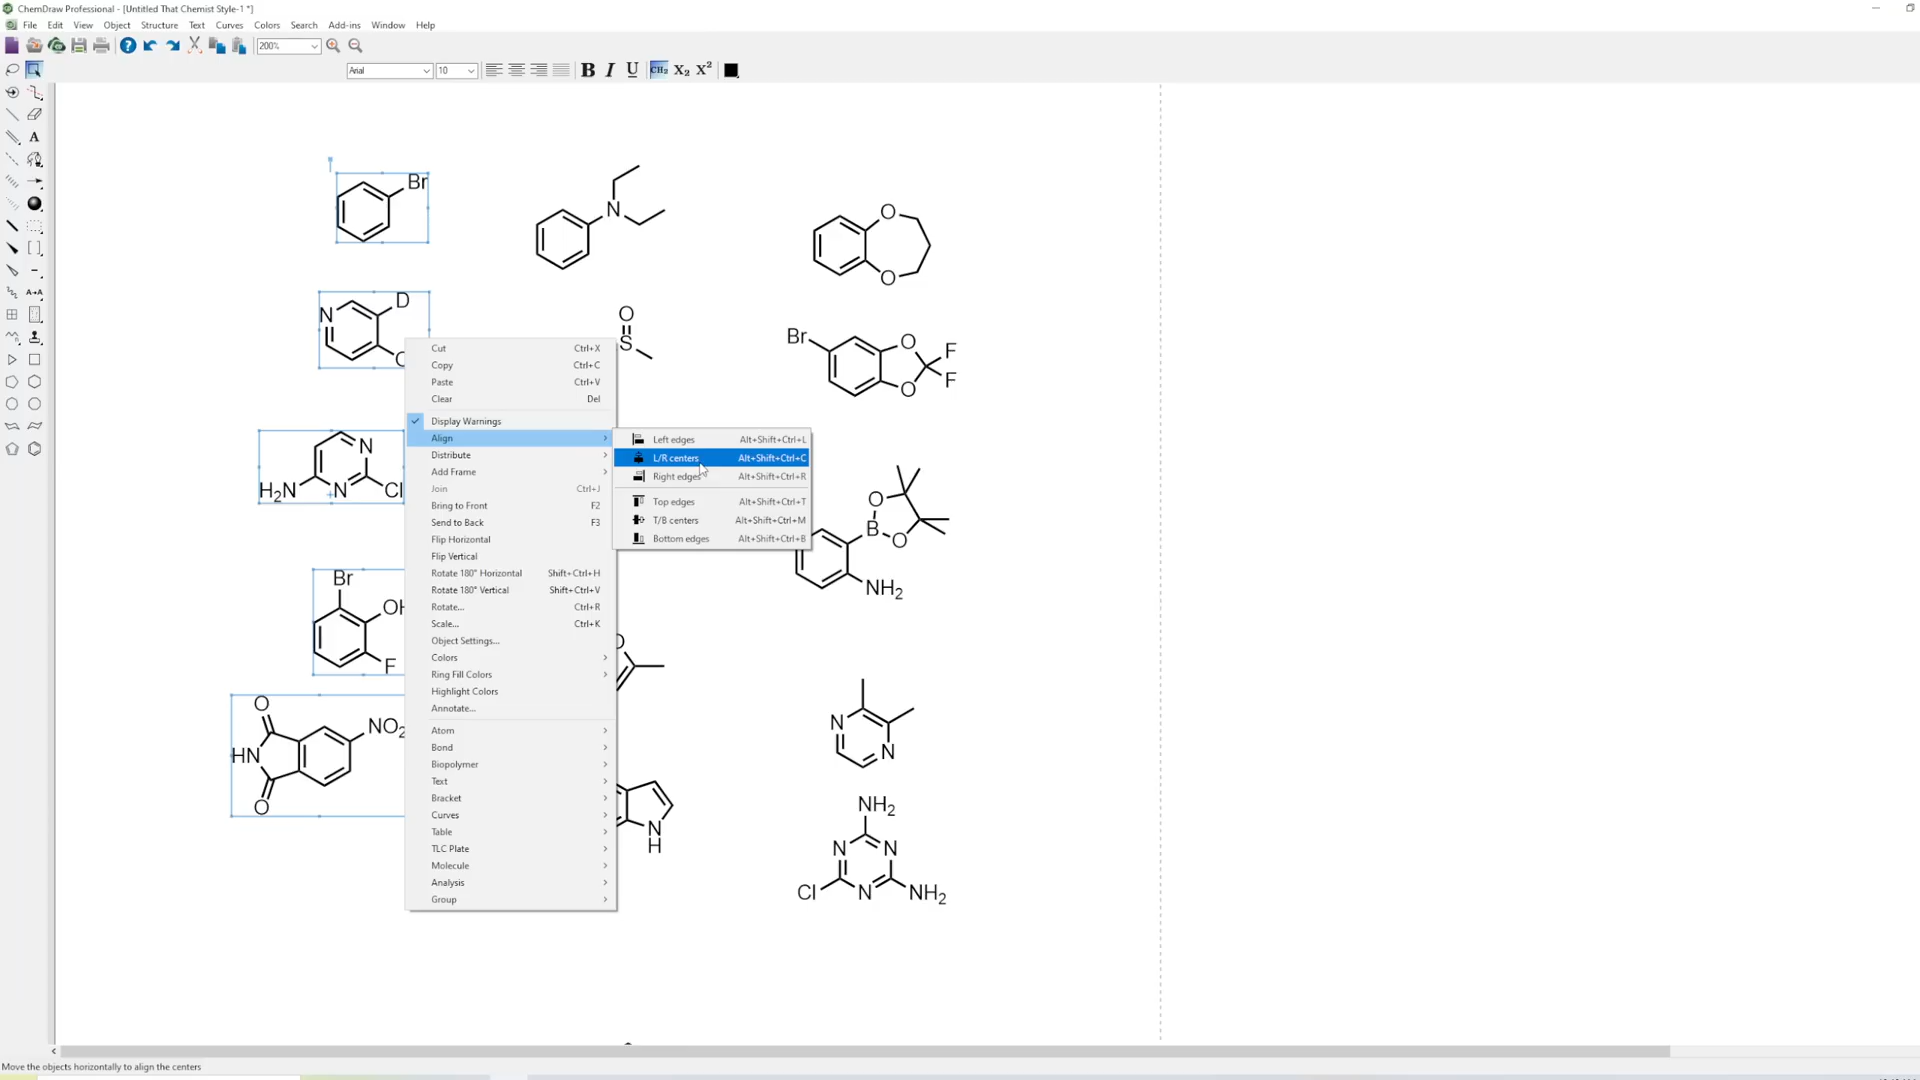 ChemDraw Professional - [Untitled That Chemist Style-1 *]
File Edit View Object Structure Text Curves Colors Search Add-ins Window Help
200%
Arial 10 B I U CH₂ X₂ X²
A
A➔A
Br
N
O
O
D
N
O
S
Br
O
O
F
F
N
H₂N
N
Cl
O
O
B
NH₂
Br
OH
F
O
O
HN
NO₂
O
N
N
N
H
NH₂
N
N
N
Cl
NH₂
Cut Ctrl+X
Copy Ctrl+C
Paste Ctrl+V
Clear Del
Display Warnings
Align
Distribute
Add Frame
Join Ctrl+J
Bring to Front F2
Send to Back F3
Flip Horizontal
Flip Vertical
Rotate 180° Horizontal Shift+Ctrl+H
Rotate 180° Vertical Shift+Ctrl+V
Rotate... Ctrl+R
Scale... Ctrl+K
Object Settings...
Colors
Ring Fill Colors
Highlight Colors
Annotate...
Atom
Bond
Biopolymer
Text
Bracket
Curves
Table
TLC Plate
Molecule
Analysis
Group
Left edges Alt+Shift+Ctrl+L
L/R centers Alt+Shift+Ctrl+C
Right edges Alt+Shift+Ctrl+R
Top edges Alt+Shift+Ctrl+T
T/B centers Alt+Shift+Ctrl+M
Bottom edges Alt+Shift+Ctrl+B
Move the objects horizontally to align the centers